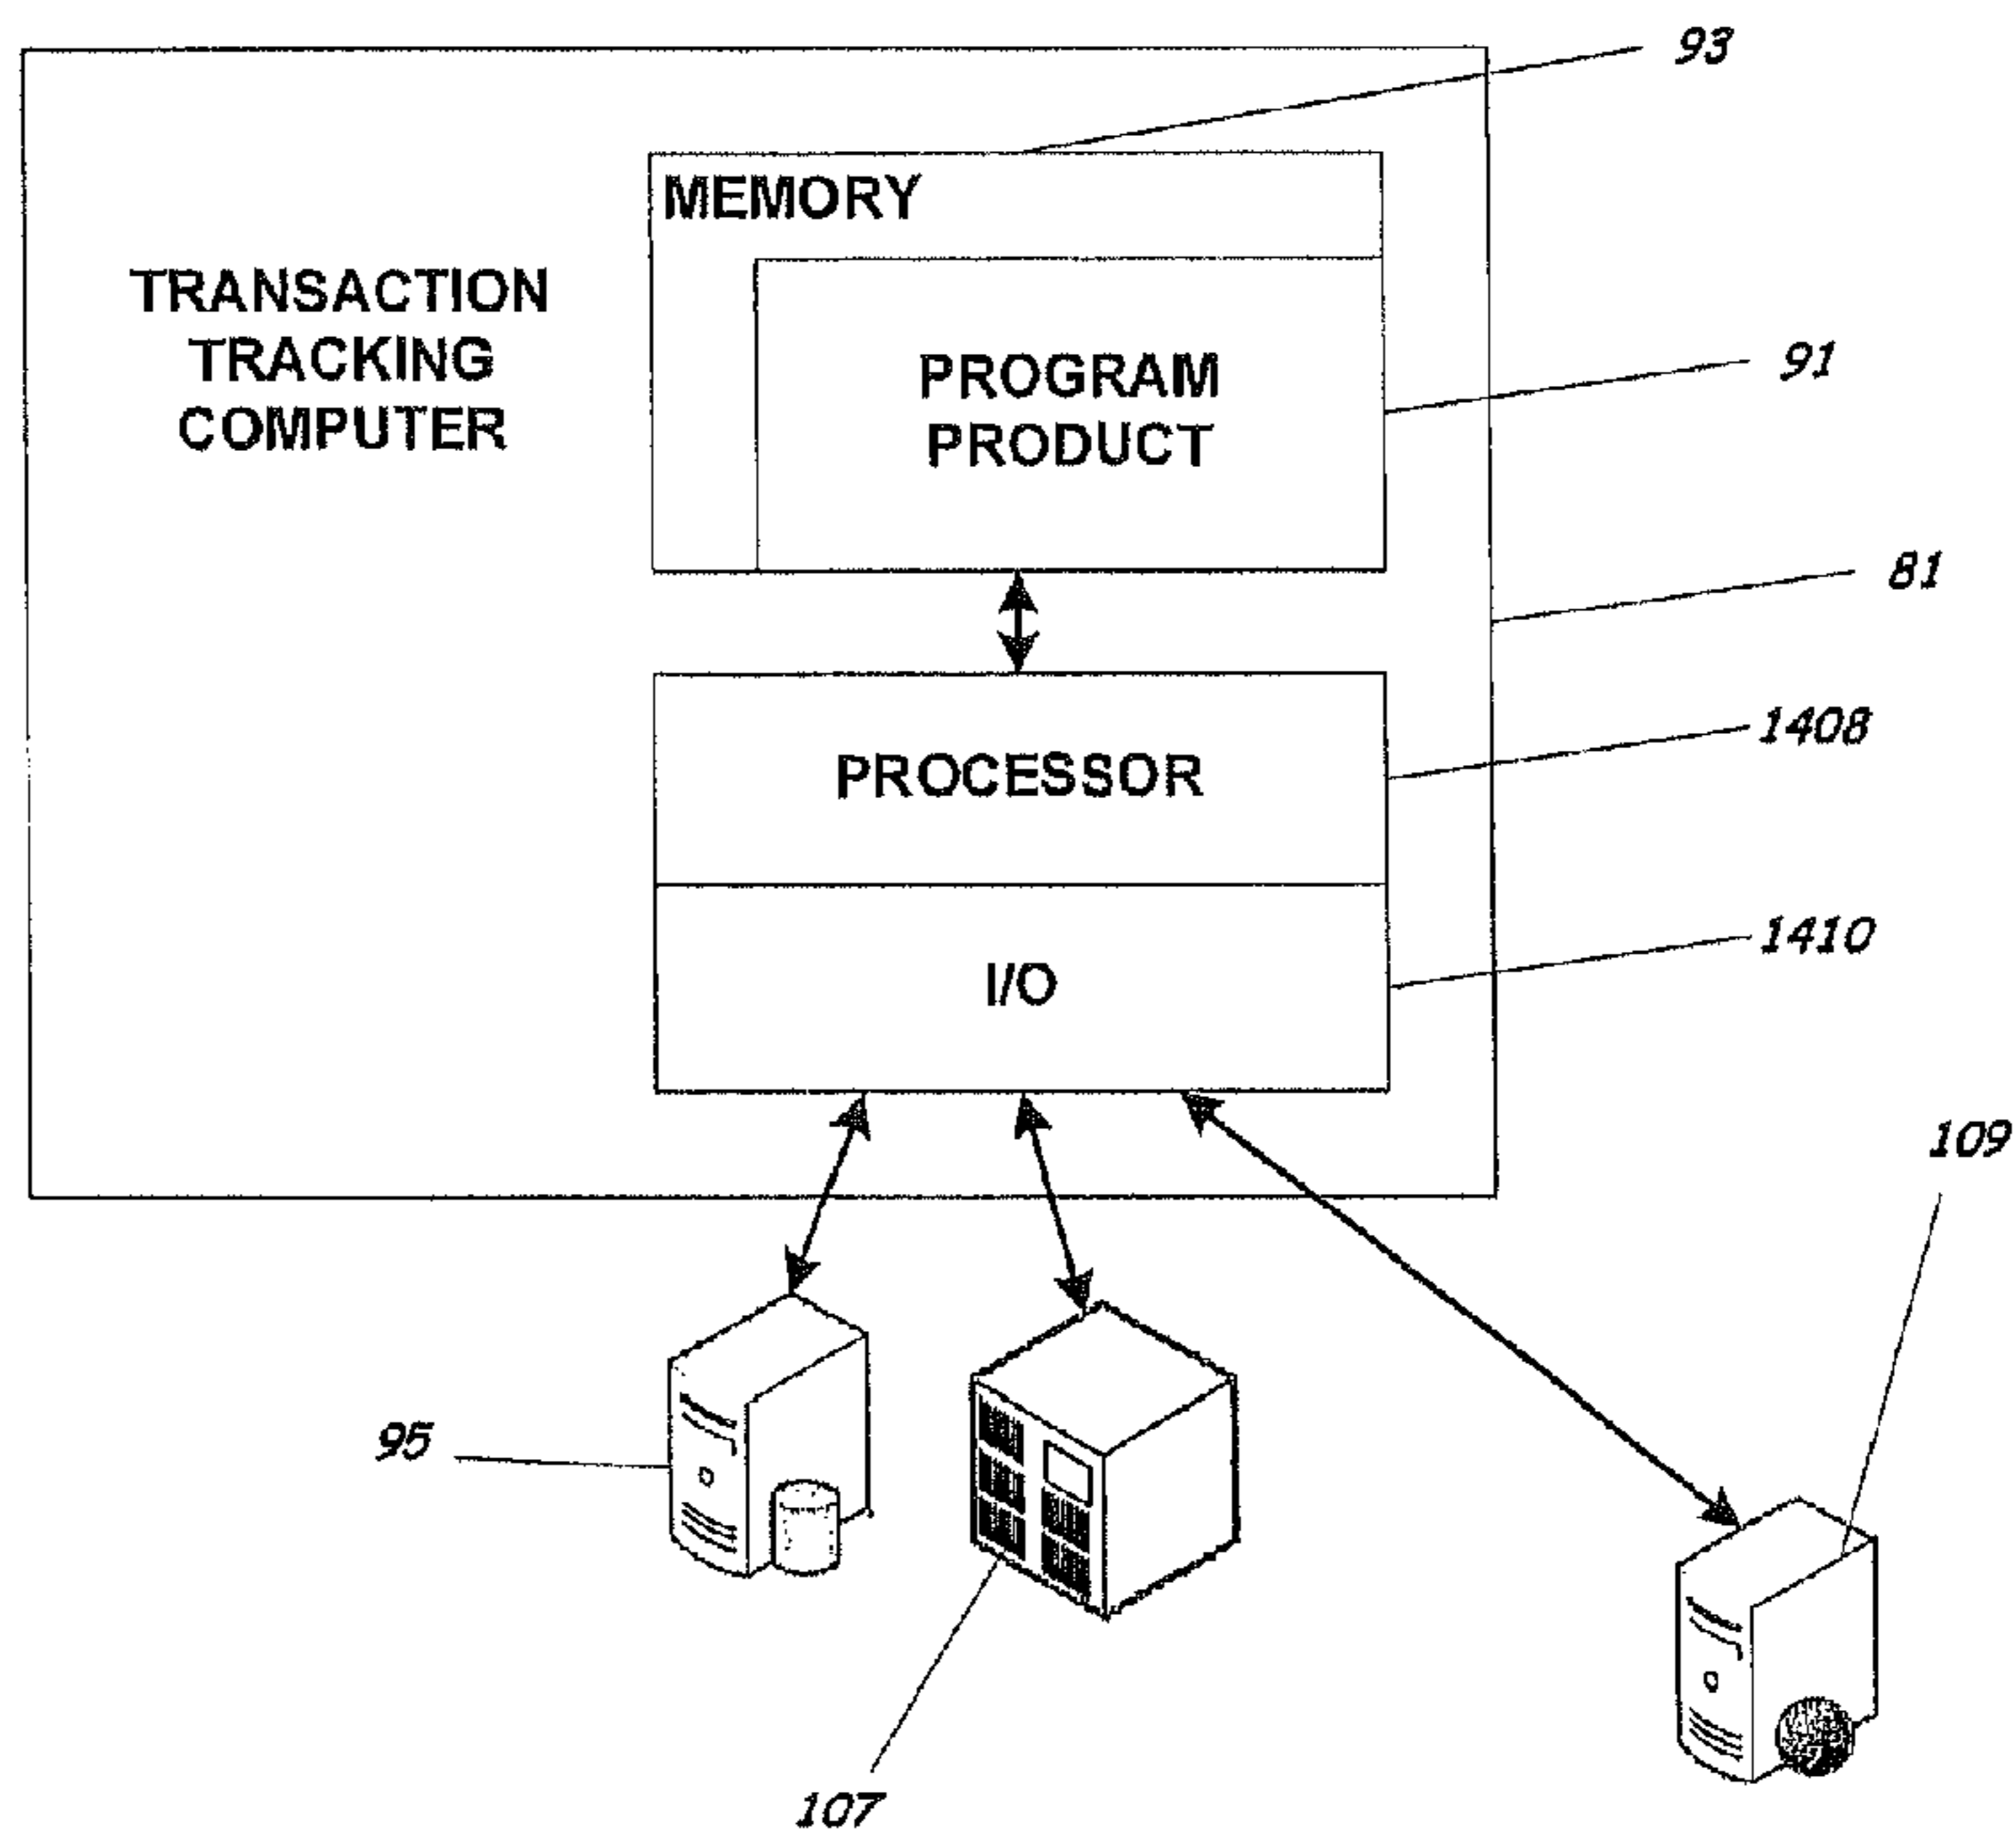 93
MEMORY
TRANSACTION
TRACKING
COMPUTER
PROGRAM
PRODUCT
91
81
1408
PROCESSOR
1410
I/O
109
95
107